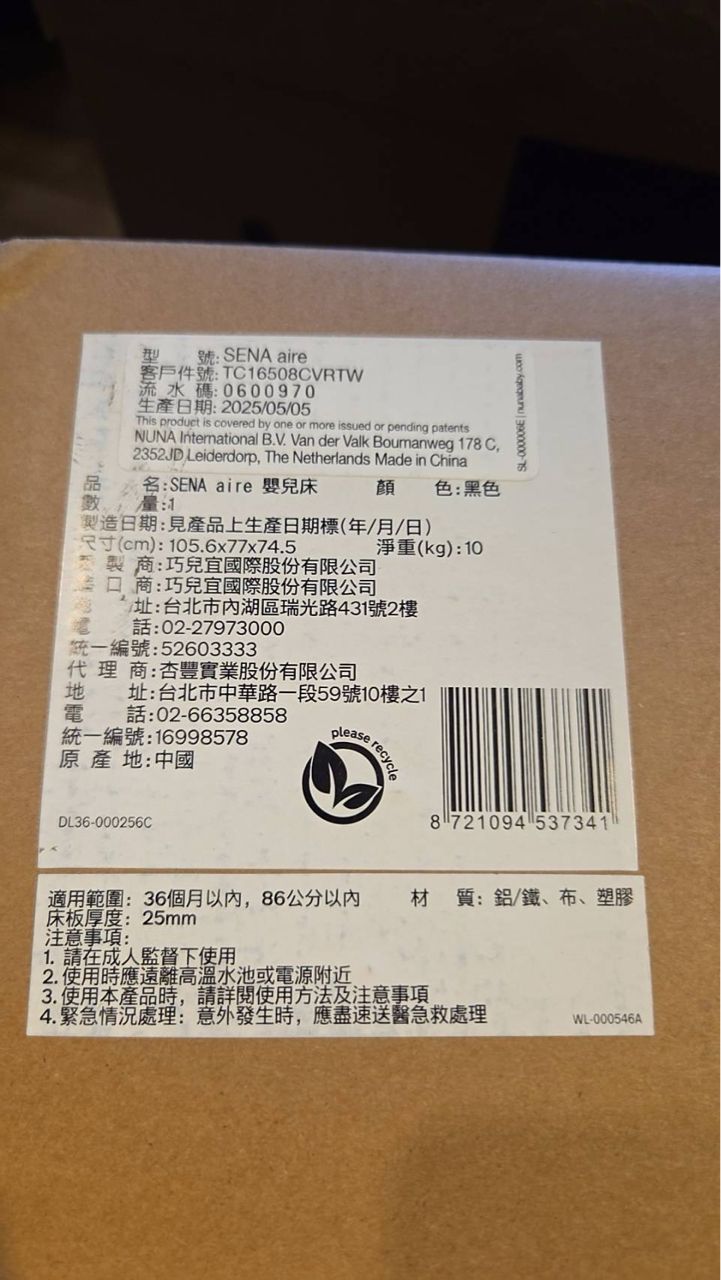 型 號: SENA aire
客戶件號: TC16508CVRTW
流 水 碼: 0600970
生產日期: 2025/05/05
This product is covered by one or more issued or pending patents
NUNA International B.V. Van der Valk Boumanweg 178 C,
2352JD Leiderdorp, The Netherlands Made in China
SL-000006E | nunababy.com
品 名:SENA aire 嬰兒床 顏 色:黑色
數 量:1
製造日期:見產品上生產日期標(年/月/日)
尺寸(cm): 105.6x77x74.5 淨重(kg):10
製 商:巧兒宜國際股份有限公司
口 商:巧兒宜國際股份有限公司
址:台北市內湖區瑞光路431號2樓
電 話:02-27973000
統一編號:52603333
代 理 商:杏豐實業股份有限公司
地 址:台北市中華路一段59號10樓之1
電 話:02-66358858
統一編號:16998578
原 產 地:中國
please recycle
DL36-000256C
8 721094 537341
適用範圍: 36個月以內, 86公分以內 材 質: 鋁/鐵、布、塑膠
床板厚度: 25mm
注意事項:
1. 請在成人監督下使用
2. 使用時應遠離高溫水池或電源附近
3. 使用本產品時, 請詳閱使用方法及注意事項
4. 緊急情況處理: 意外發生時, 應盡速送醫急救處理
WL-000546A